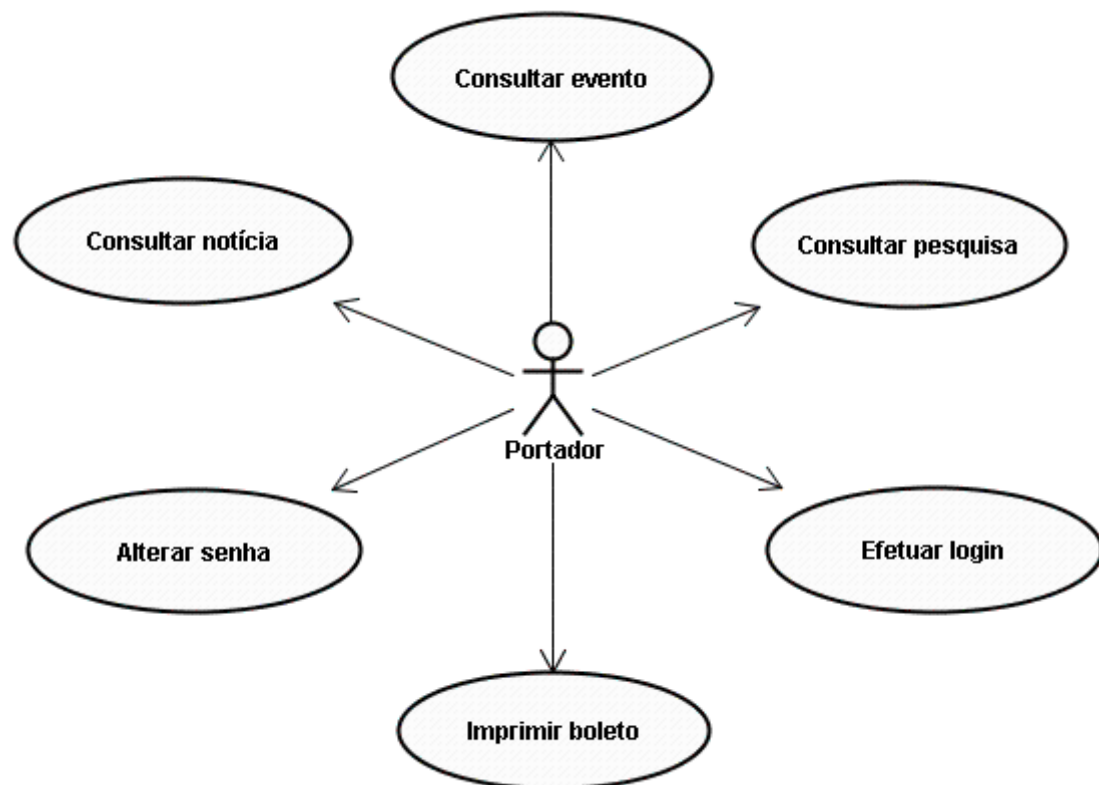 Consultar evento
Consultar notícia
Consultar pesquisa
Portador
Alterar senha
Efetuar login
Imprimir boleto